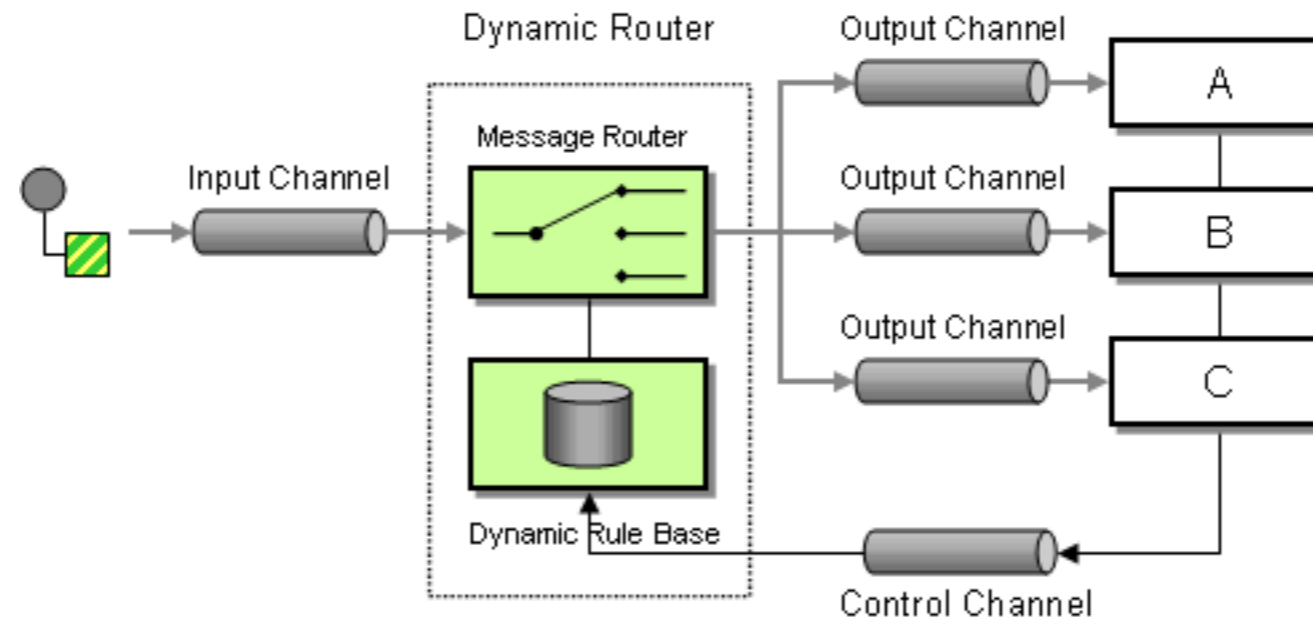 Dynamic Router
Output Channel
A
Message Router
Input Channel
Output Channel
B
Output Channel
C
Dynamic Rule Base
Control Channel